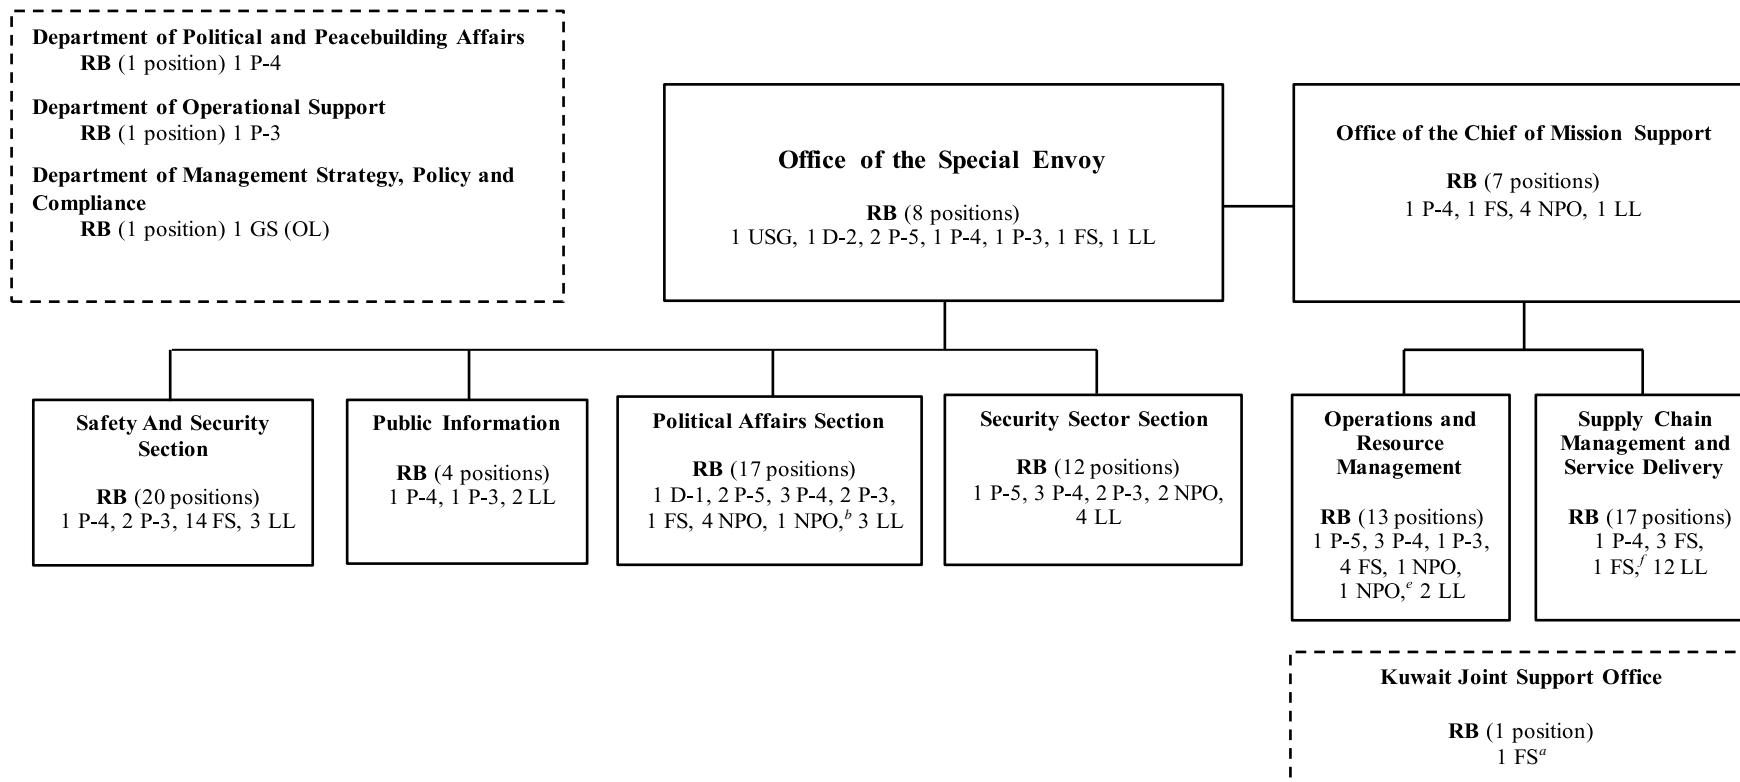 Department of Political and Peacebuilding Affairs
RB (1 position) 1 P-4
Department of Operational Support
RB (1 position) 1 P-3
Department of Management Strategy, Policy and
Compliance
RB (1 position) 1 GS (OL)
Office of the Special Envoy
RB (8 positions)
1 USG, 1 D-2, 2 P-5, 1 P-4, 1 P-3, 1 FS, 1 LL
Office of the Chief of Mission Support
RB (7 positions)
1 P-4, 1 FS, 4 NPO, 1 LL
Safety And Security
Section
RB (20 positions)
1 P-4, 2 P-3, 14 FS, 3 LL
Public Information
RB (4 positions)
1 P-4, 1 P-3, 2 LL
Political Affairs Section
RB (17 positions)
1 D-1, 2 P-5, 3 P-4, 2 P-3,
1 FS, 4 NPO, 1 NPO,b 3 LL
Security Sector Section
RB (12 positions)
1 P-5, 3 P-4, 2 P-3, 2 NPO,
4 LL
Operations and
Resource
Management
RB (13 positions)
1 P-5, 3 P-4, 1 P-3,
4 FS, 1 NPO,
1 NPO,e 2 LL
Supply Chain
Management and
Service Delivery
RB (17 positions)
1 P-4, 3 FS,
1 FS,f 12 LL
Kuwait Joint Support Office
RB (1 position)
1 FSa